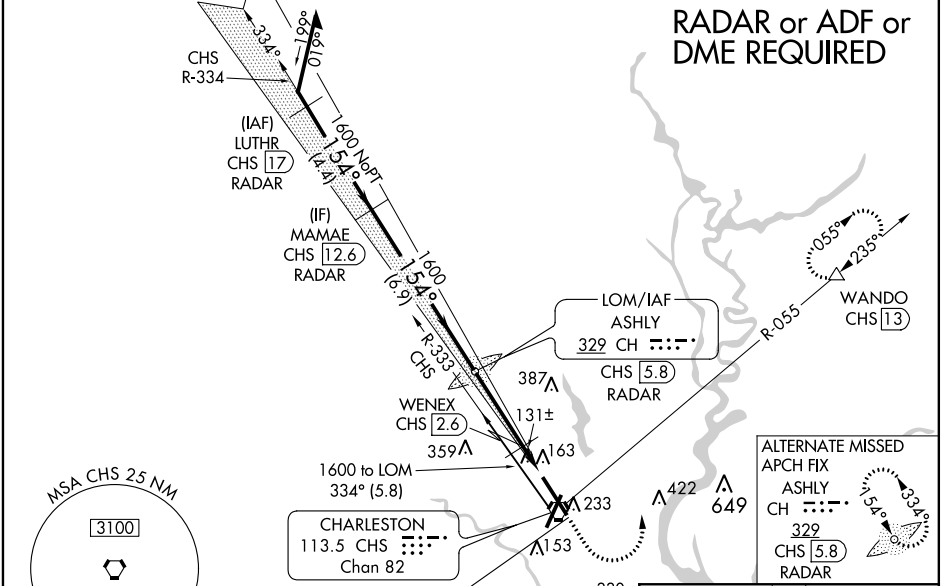 RADAR or ADF or
DME REQUIRED
334°
199°
019°
CHS
R-334
(IAF)
LUTHR
CHS 17
RADAR
1600 NoPT
154°
(4.4)
(IF)
MAMAE
CHS 12.6
RADAR
1600
154°
(6.9)
R-333
CHS
055°
235°
WANDO
CHS 13
R-055
LOM/IAF
ASHLY
329 CH
CHS 5.8
RADAR
387
WENEX
CHS 2.6
131±
163
359
1600 to LOM
334° (5.8)
MSA CHS 25 NM
3100
CHARLESTON
113.5 CHS
Chan 82
233
153
422
649
ALTERNATE MISSED
APCH FIX
ASHLY
CH
329
CHS 5.8
RADAR
154°
334°